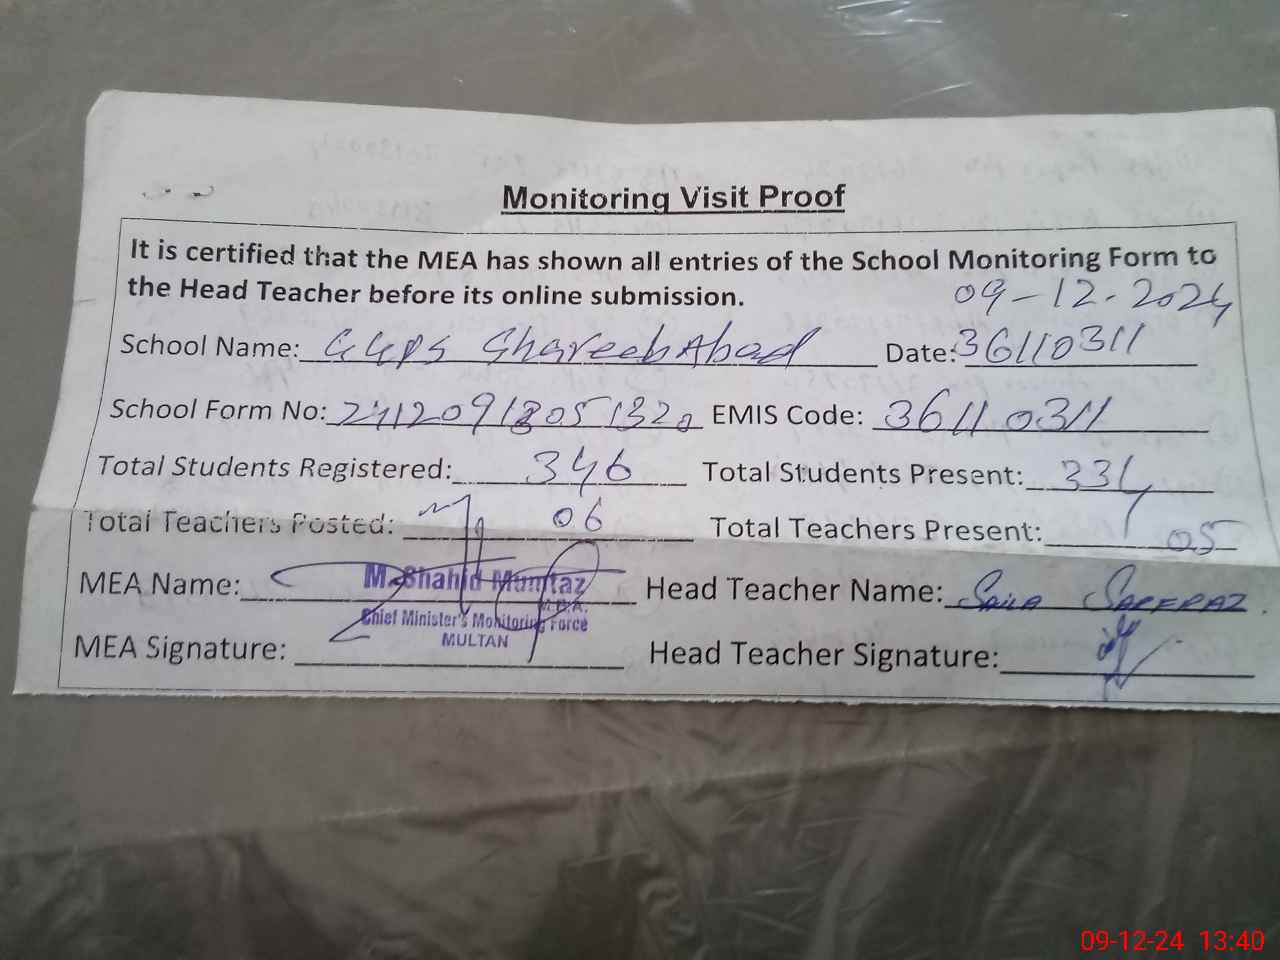 Monitoring Visit Proof
It is certified that the MEA has shown all entries of the School Monitoring Form to
the Head Teacher before its online submission.
09-12-2024
School Name: GGPS Ghareeb Abad Date: 36110311
School Form No: EMIS Code: 36110311
Total Students Registered: 346 Total Students Present: 334
Total Teachers Posted: 06 Total Teachers Present: 05
MEA Name: M. Shahid Mumtaz Head Teacher Name: Saira Sarfraz.
Chief Minister's Monitoring Force
MULTAN
MEA Signature: Head Teacher Signature:
09-12-24 13:40